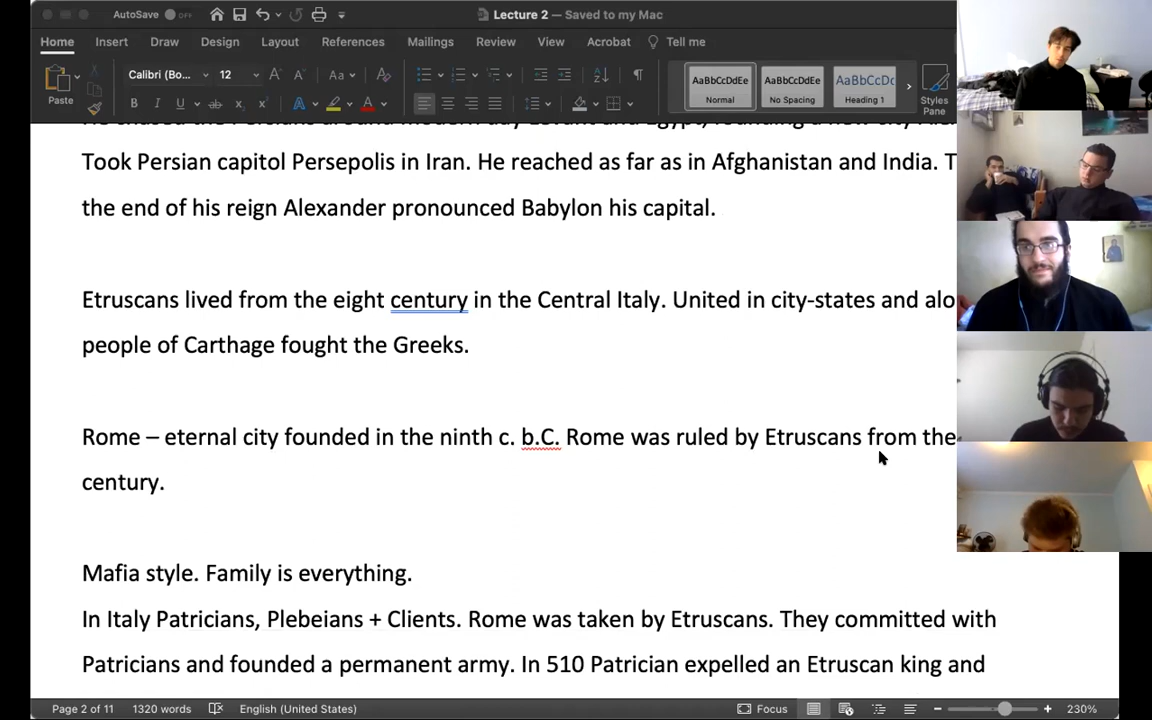 AutoSave OFF
Lecture 2 — Saved to my Mac
Home Insert Draw Design Layout References Mailings Review View Acrobat Tell me
Paste
Calibri (Bo... 12
AaBbCcDdEe AaBbCcDdEe AaBbCcDc
Normal No Spacing Heading 1
Styles Pane
Took Persian capitol Persepolis in Iran. He reached as far as in Afghanistan and India. T
the end of his reign Alexander pronounced Babylon his capital.
Etruscans lived from the eight century in the Central Italy. United in city-states and alo
people of Carthage fought the Greeks.
Rome – eternal city founded in the ninth c. b.C. Rome was ruled by Etruscans from the
century.
Mafia style. Family is everything.
In Italy Patricians, Plebeians + Clients. Rome was taken by Etruscans. They committed with
Patricians and founded a permanent army. In 510 Patrician expelled an Etruscan king and
Page 2 of 11 1320 words English (United States) Focus 230%